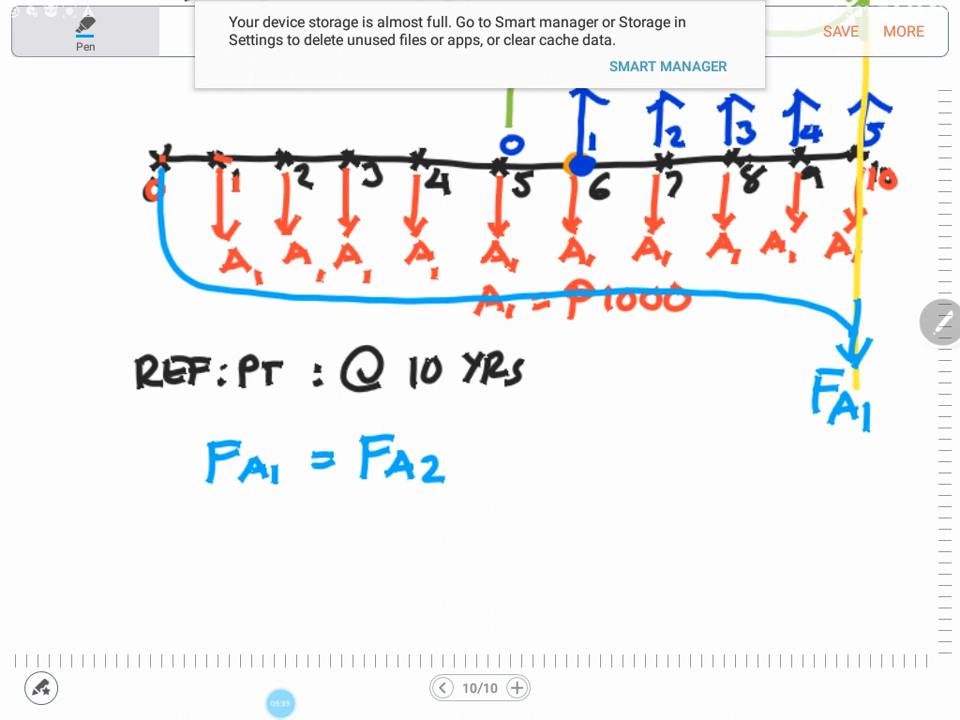 Your device storage is almost full. Go to Smart manager or Storage in
Settings to delete unused files or apps, or clear cache data.
SMART MANAGER
Pen
SAVE MORE
0 1 2 3 4 5
0 1 2 3 4 5 6 7 8 9 10
A1 A1 A1 A1 A1 A1 A1 A1 A1 A1
A1 = ₱1000
REF: PT : @ 10 YRS
FA1
FA1 = FA2
10/10
05:35